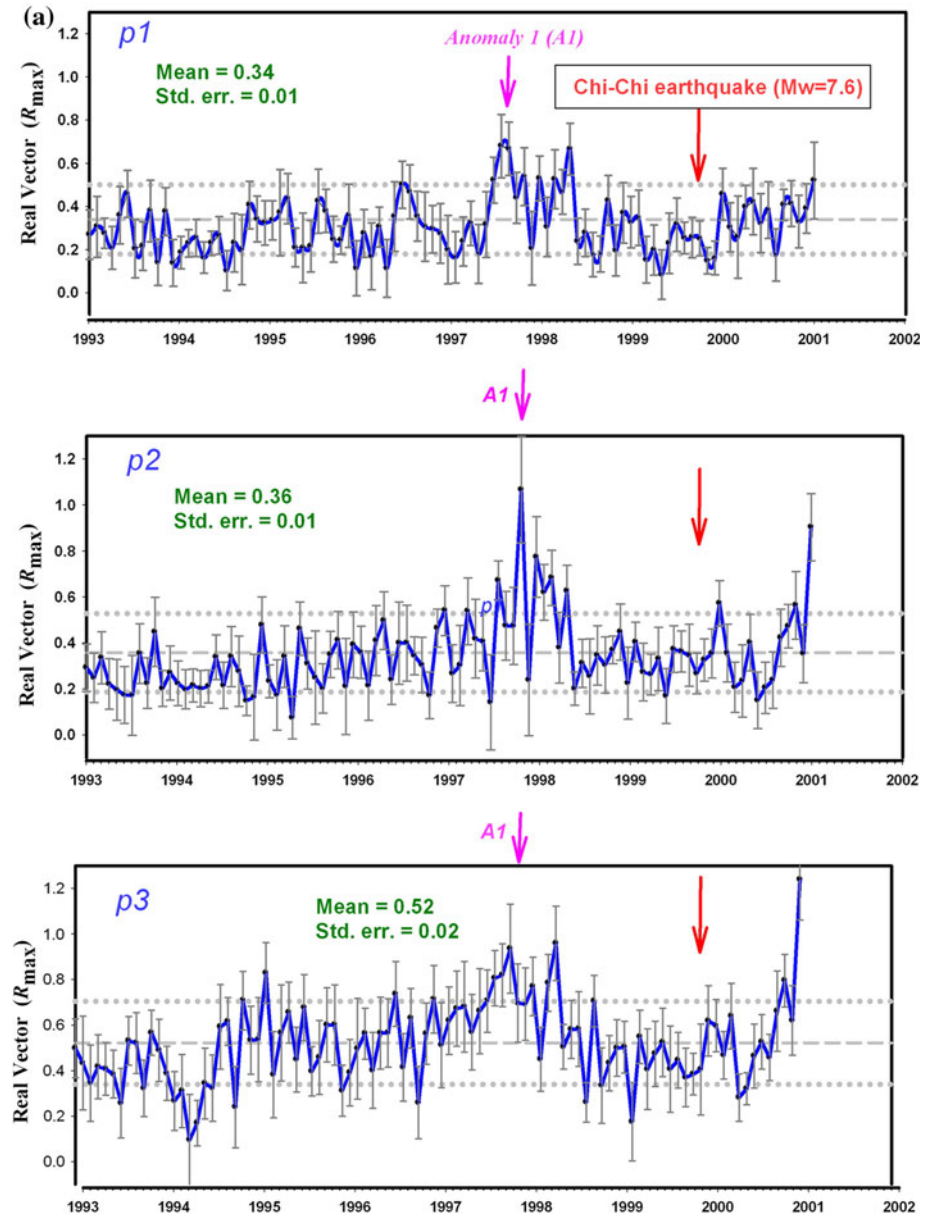 (a)
p1
Anomaly 1 (A1)
Mean = 0.34
Std. err. = 0.01
Chi-Chi earthquake (Mw=7.6)
Real Vector (Rmax)
1.2
1.0
0.8
0.6
0.4
0.2
0.0
1993 1994 1995 1996 1997 1998 1999 2000 2001 2002
A1
p2
Mean = 0.36
Std. err. = 0.01
p
Real Vector (Rmax)
1.2
1.0
0.8
0.6
0.4
0.2
0.0
1993 1994 1995 1996 1997 1998 1999 2000 2001 2002
A1
p3
Mean = 0.52
Std. err. = 0.02
Real Vector (Rmax)
1.2
1.0
0.8
0.6
0.4
0.2
0.0
1993 1994 1995 1996 1997 1998 1999 2000 2001 2002